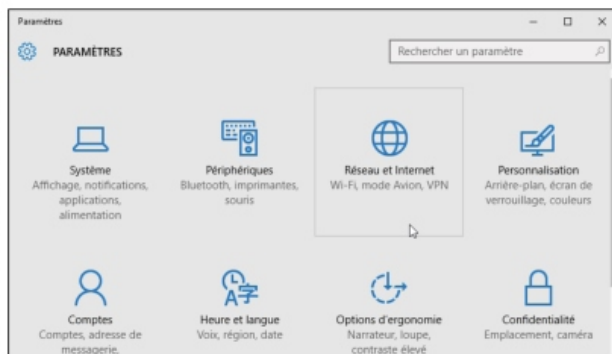 Paramètres
PARAMÈTRES
Rechercher un paramètre
Système
Affichage, notifications,
applications,
alimentation
Périphériques
Bluetooth, imprimantes,
souris
Réseau et Internet
Wi-Fi, mode Avion, VPN
Personnalisation
Arrière-plan, écran de
verrouillage, couleurs
Comptes
Comptes, adresse de
messagerie,
Heure et langue
Voix, région, date
Options d'ergonomie
Narrateur, loupe,
contraste élevé
Confidentialité
Emplacement, caméra